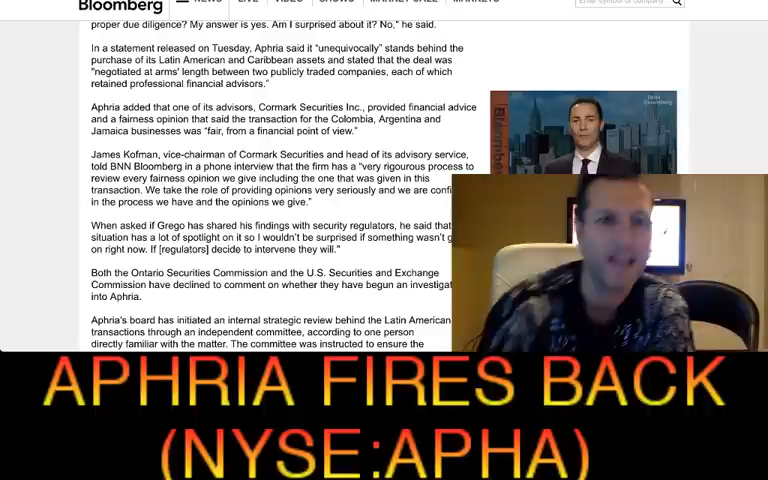 Bloomberg
NEWS LIVE VIDEO SHOWS MARKET CALL MARKETS
Enter symbol or company
proper due diligence? My answer is yes. Am I surprised about it? No," he said.
In a statement released on Tuesday, Aphria said it "unequivocally" stands behind the
purchase of its Latin American and Caribbean assets and stated that the deal was
"negotiated at arms' length between two publicly traded companies, each of which
retained professional financial advisors."
Aphria added that one of its advisors, Cormark Securities Inc., provided financial advice
and a fairness opinion that said the transaction for the Colombia, Argentina and
Jamaica businesses was "fair, from a financial point of view."
James Kofman, vice-chairman of Cormark Securities and head of its advisory service,
told BNN Bloomberg in a phone interview that the firm has a "very rigourous process to
review every fairness opinion we give including the one that was given in this
transaction. We take the role of providing opinions very seriously and we are confi
in the process we have and the opinions we give."
When asked if Grego has shared his findings with security regulators, he said that
situation has a lot of spotlight on it so I wouldn't be surprised if something wasn't g
on right now. If [regulators] decide to intervene they will."
Both the Ontario Securities Commission and the U.S. Securities and Exchange
Commission have declined to comment on whether they have begun an investigat
into Aphria.
Aphria's board has initiated an internal strategic review behind the Latin American
transactions through an independent committee, according to one person
directly familiar with the matter. The committee was instructed to ensure the
APHRIA FIRES BACK
(NYSE:APHA)